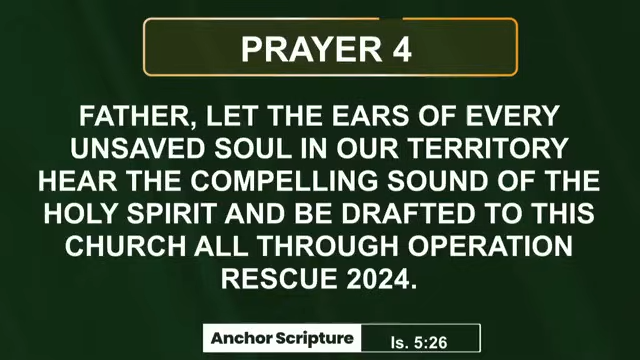 PRAYER 4
FATHER, LET THE EARS OF EVERY
UNSAVED SOUL IN OUR TERRITORY
HEAR THE COMPELLING SOUND OF THE
HOLY SPIRIT AND BE DRAFTED TO THIS
CHURCH ALL THROUGH OPERATION
RESCUE 2024.
Anchor Scripture Is. 5:26